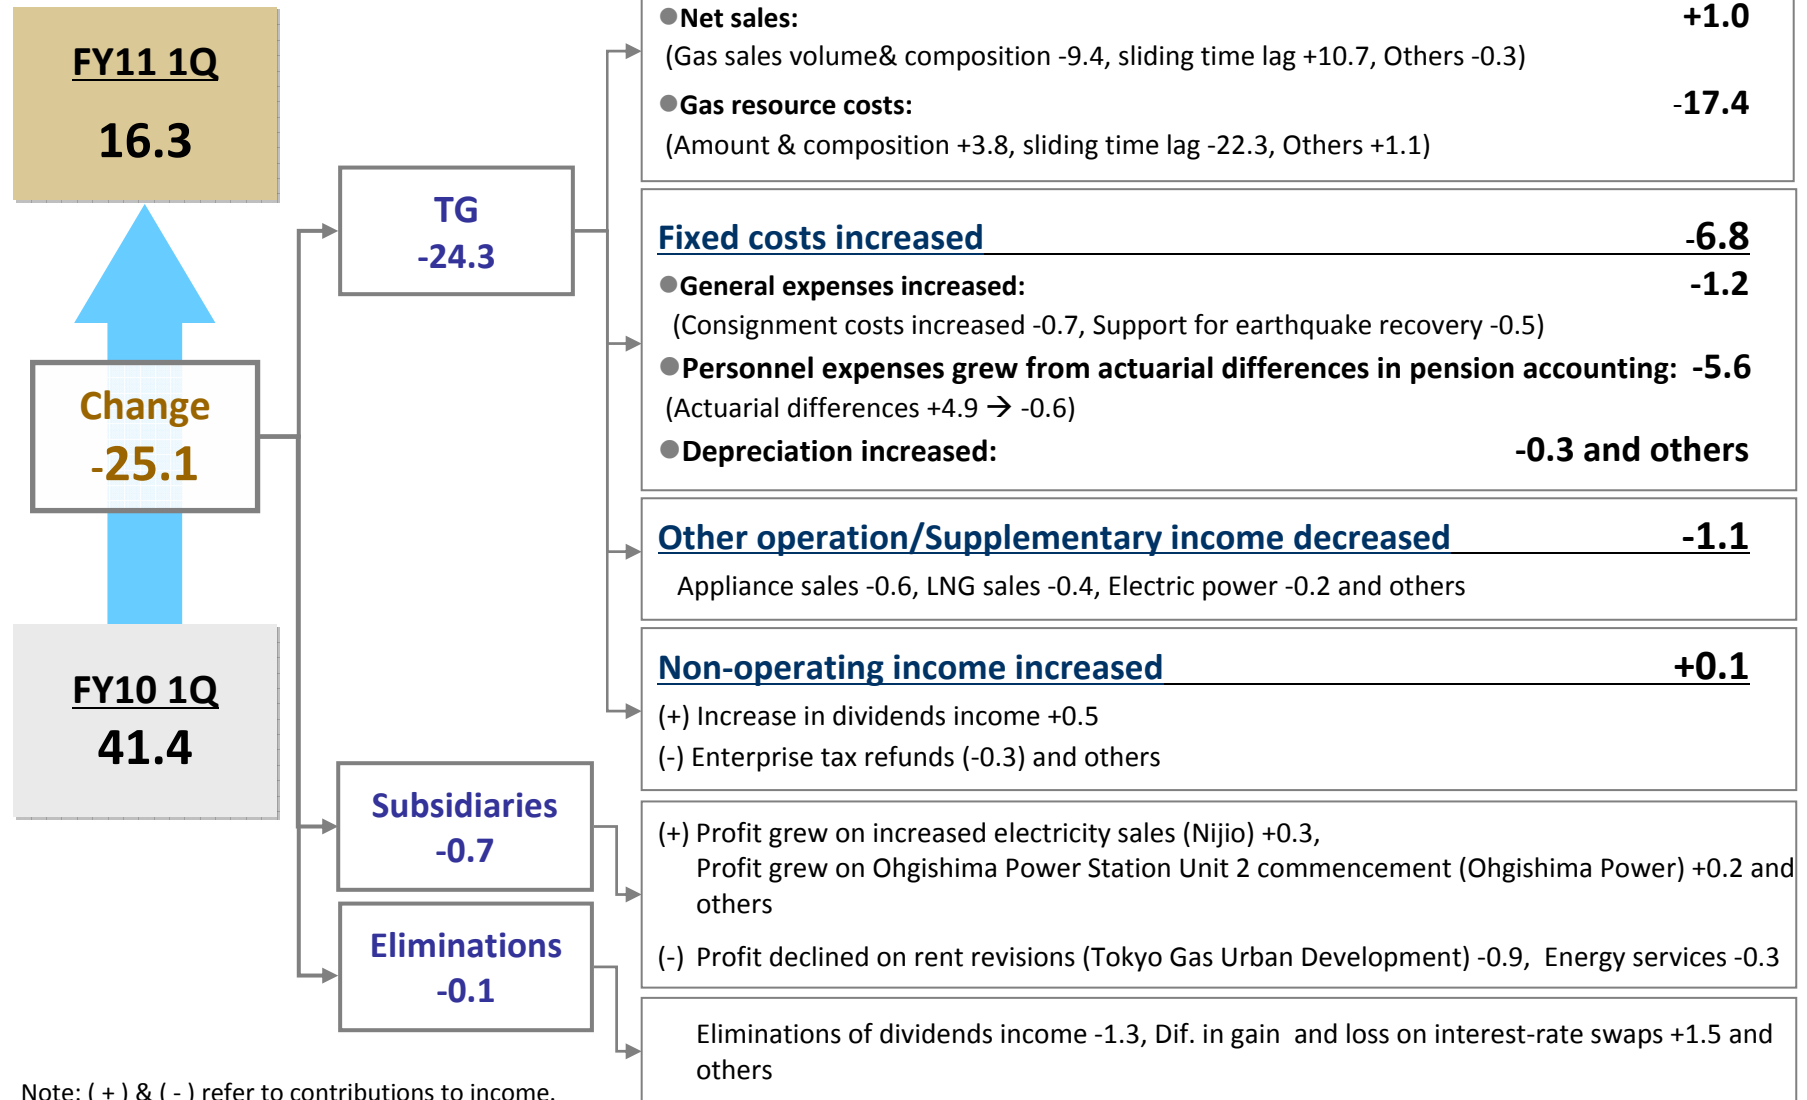 FY11 1Q
16.3
Change
-25.1
FY10 1Q
41.4
TG
-24.3
Subsidiaries
-0.7
Eliminations
-0.1
●Net sales: +1.0
(Gas sales volume& composition -9.4, sliding time lag +10.7, Others -0.3)
●Gas resource costs: -17.4
(Amount & composition +3.8, sliding time lag -22.3, Others +1.1)
Fixed costs increased -6.8
●General expenses increased: -1.2
(Consignment costs increased -0.7, Support for earthquake recovery -0.5)
●Personnel expenses grew from actuarial differences in pension accounting: -5.6
(Actuarial differences +4.9 → -0.6)
●Depreciation increased: -0.3 and others
Other operation/Supplementary income decreased -1.1
Appliance sales -0.6, LNG sales -0.4, Electric power -0.2 and others
Non-operating income increased +0.1
(+) Increase in dividends income +0.5
(-) Enterprise tax refunds (-0.3) and others
(+) Profit grew on increased electricity sales (Nijio) +0.3,
Profit grew on Ohgishima Power Station Unit 2 commencement (Ohgishima Power) +0.2 and
others
(-) Profit declined on rent revisions (Tokyo Gas Urban Development) -0.9, Energy services -0.3
Eliminations of dividends income -1.3, Dif. in gain and loss on interest-rate swaps +1.5 and
others
Note: ( + ) & ( - ) refer to contributions to income.